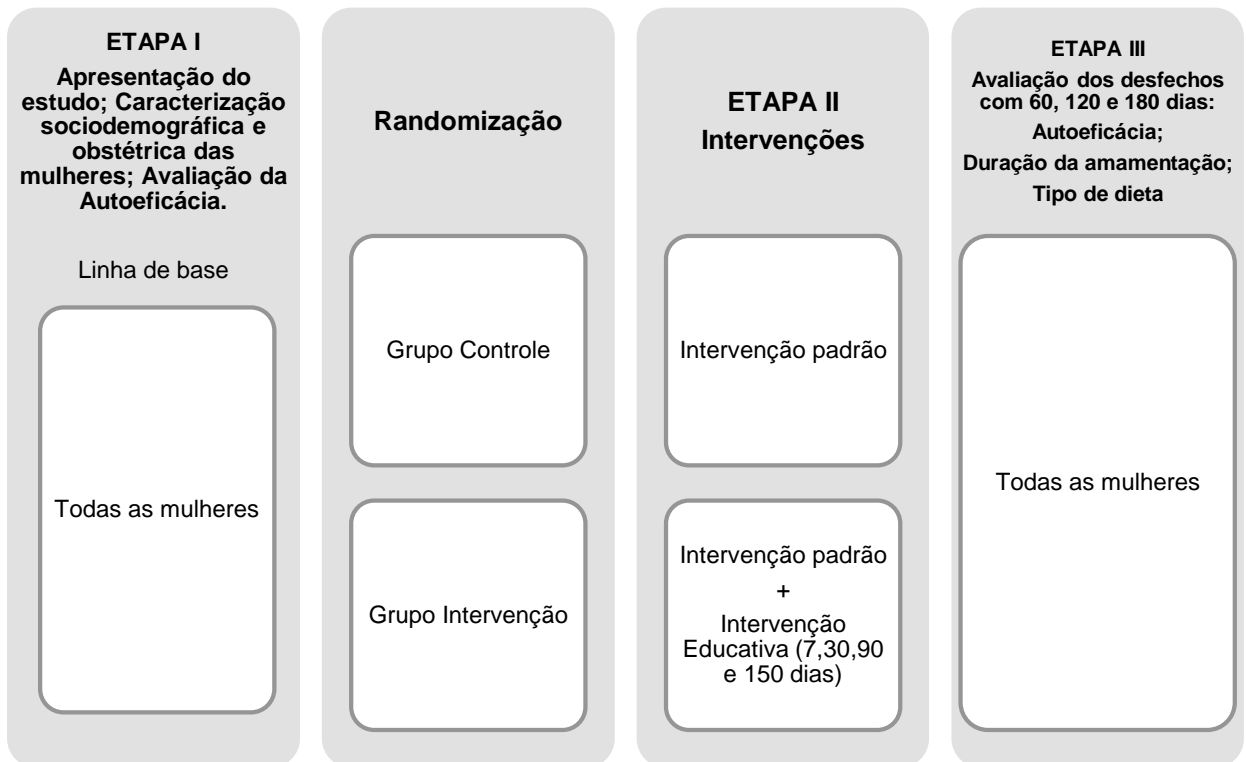 ETAPA I
Apresentação do
estudo; Caracterização
sociodemográfica e
obstétrica das
mulheres; Avaliação da
Autoeficácia.
Linha de base
Todas as mulheres
Randomização
Grupo Controle
Grupo Intervenção
ETAPA II
Intervenções
Intervenção padrão
Intervenção padrão
+
Intervenção
Educativa (7,30,90
e 150 dias)
ETAPA III
Avaliação dos desfechos
com 60, 120 e 180 dias:
Autoeficácia;
Duração da amamentação;
Tipo de dieta
Todas as mulheres